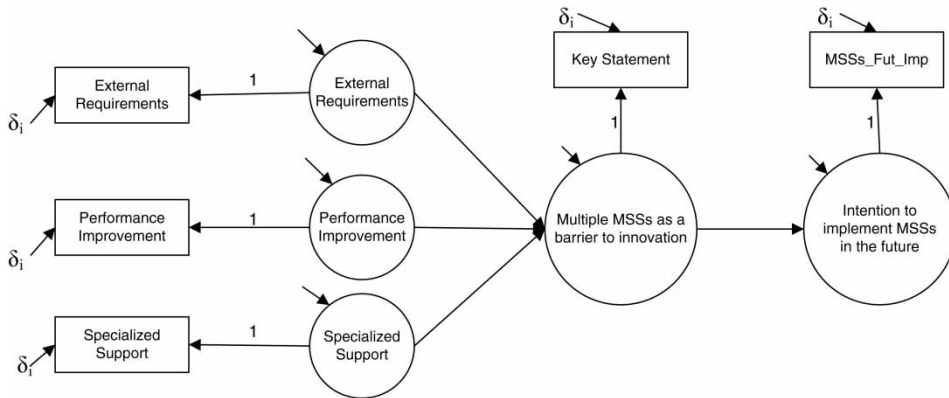 δi
Key Statement
1
δi
MSSs_Fut_Imp
1
δi
External
Requirements
1
External
Requirements
δi
Performance
Improvement
1
Performance
Improvement
δi
Specialized
Support
1
Specialized
Support
Multiple MSSs as a
barrier to innovation
Intention to
implement MSSs
in the future